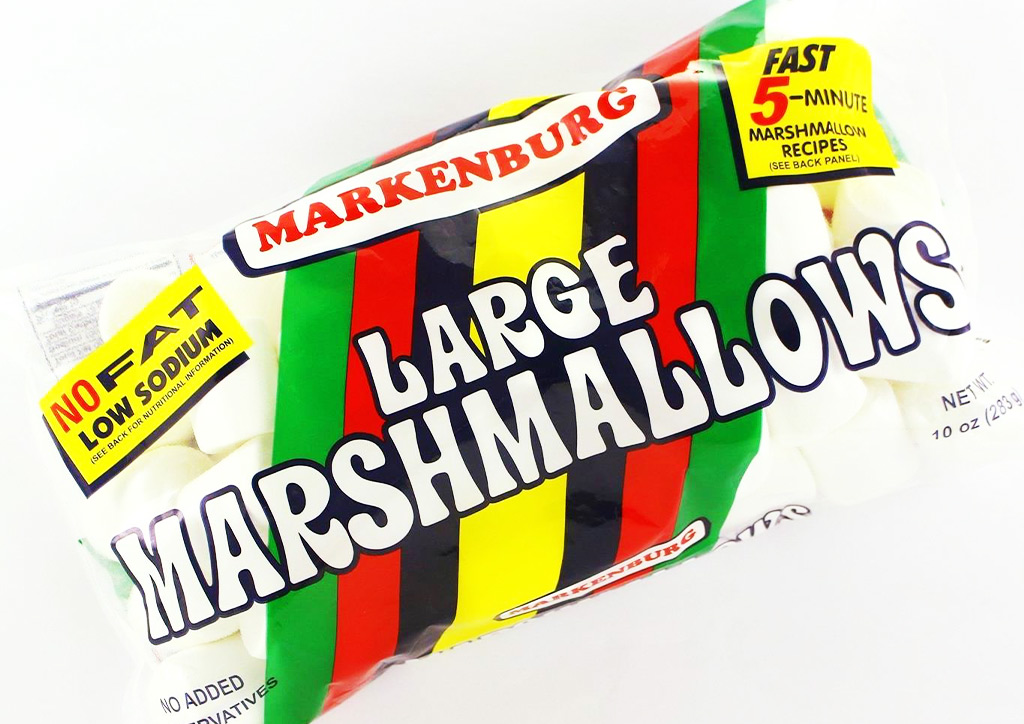 MARKENBURG
FAST
5-MINUTE
MARSHMALLOW
RECIPES
(SEE BACK PANEL)
NO FAT
LOW SODIUM
(SEE BACK FOR NUTRITIONAL INFORMATION)
LARGE
MARSHMALLOWS
NET WT.
10 oz (283g)
MARKENBURG
NO ADDED